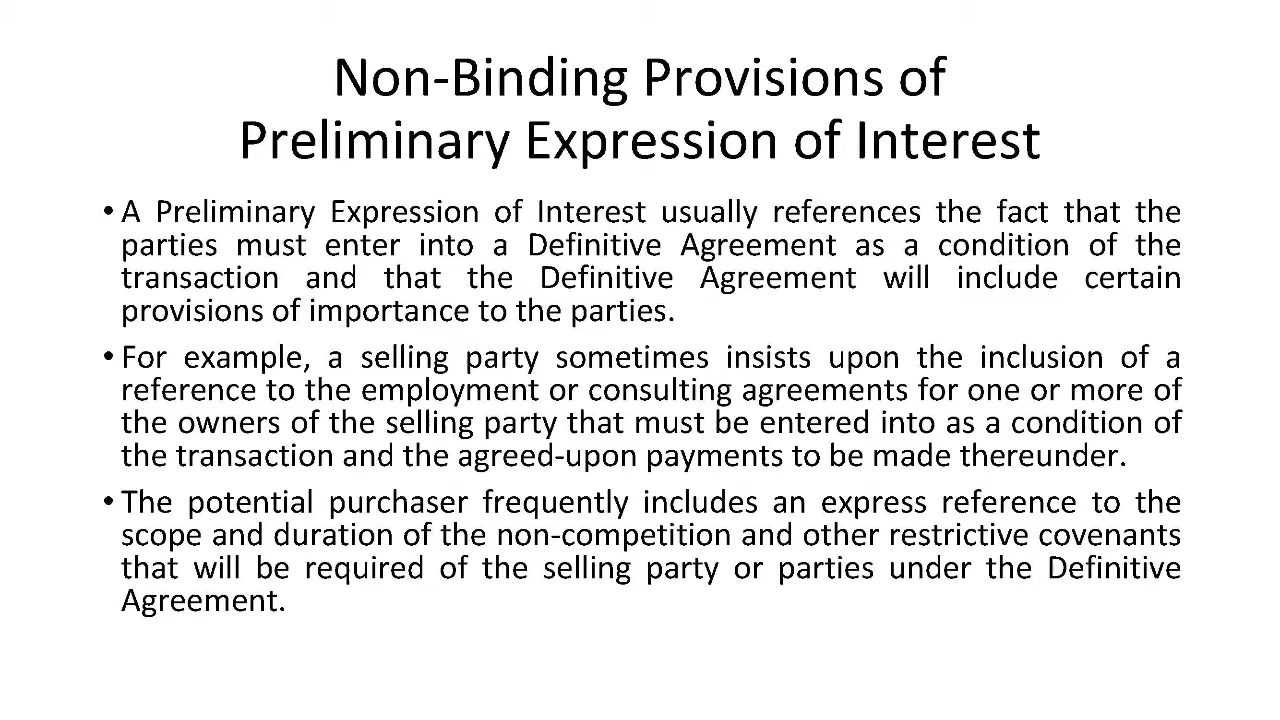 Non-Binding Provisions of
Preliminary Expression of Interest
• A Preliminary Expression of Interest usually references the fact that the
parties must enter into a Definitive Agreement as a condition of the
transaction and that the Definitive Agreement will include certain
provisions of importance to the parties.
• For example, a selling party sometimes insists upon the inclusion of a
reference to the employment or consulting agreements for one or more of
the owners of the selling party that must be entered into as a condition of
the transaction and the agreed-upon payments to be made thereunder.
• The potential purchaser frequently includes an express reference to the
scope and duration of the non-competition and other restrictive covenants
that will be required of the selling party or parties under the Definitive
Agreement.